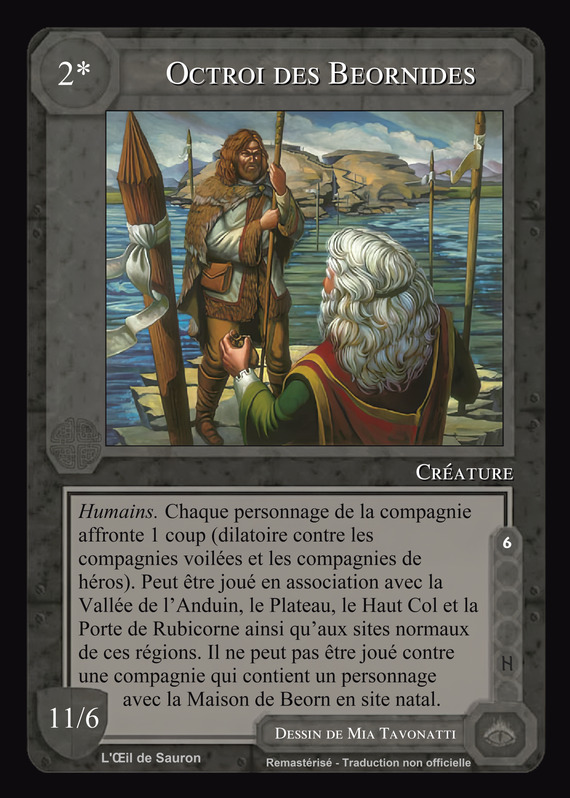 2*
OCTROI DES BEORNIDES
CRÉATURE
Humains. Chaque personnage de la compagnie
affronte 1 coup (dilatoire contre les
compagnies voilées et les compagnies de
héros). Peut être joué en association avec la
Vallée de l'Anduin, le Plateau, le Haut Col et la
Porte de Rubicorne ainsi qu'aux sites normaux
de ces régions. Il ne peut pas être joué contre
une compagnie qui contient un personnage
avec la Maison de Beorn en site natal.
6
11/6
DESSIN DE MIA TAVONATTI
L'Œil de Sauron
Remastérisé - Traduction non officielle